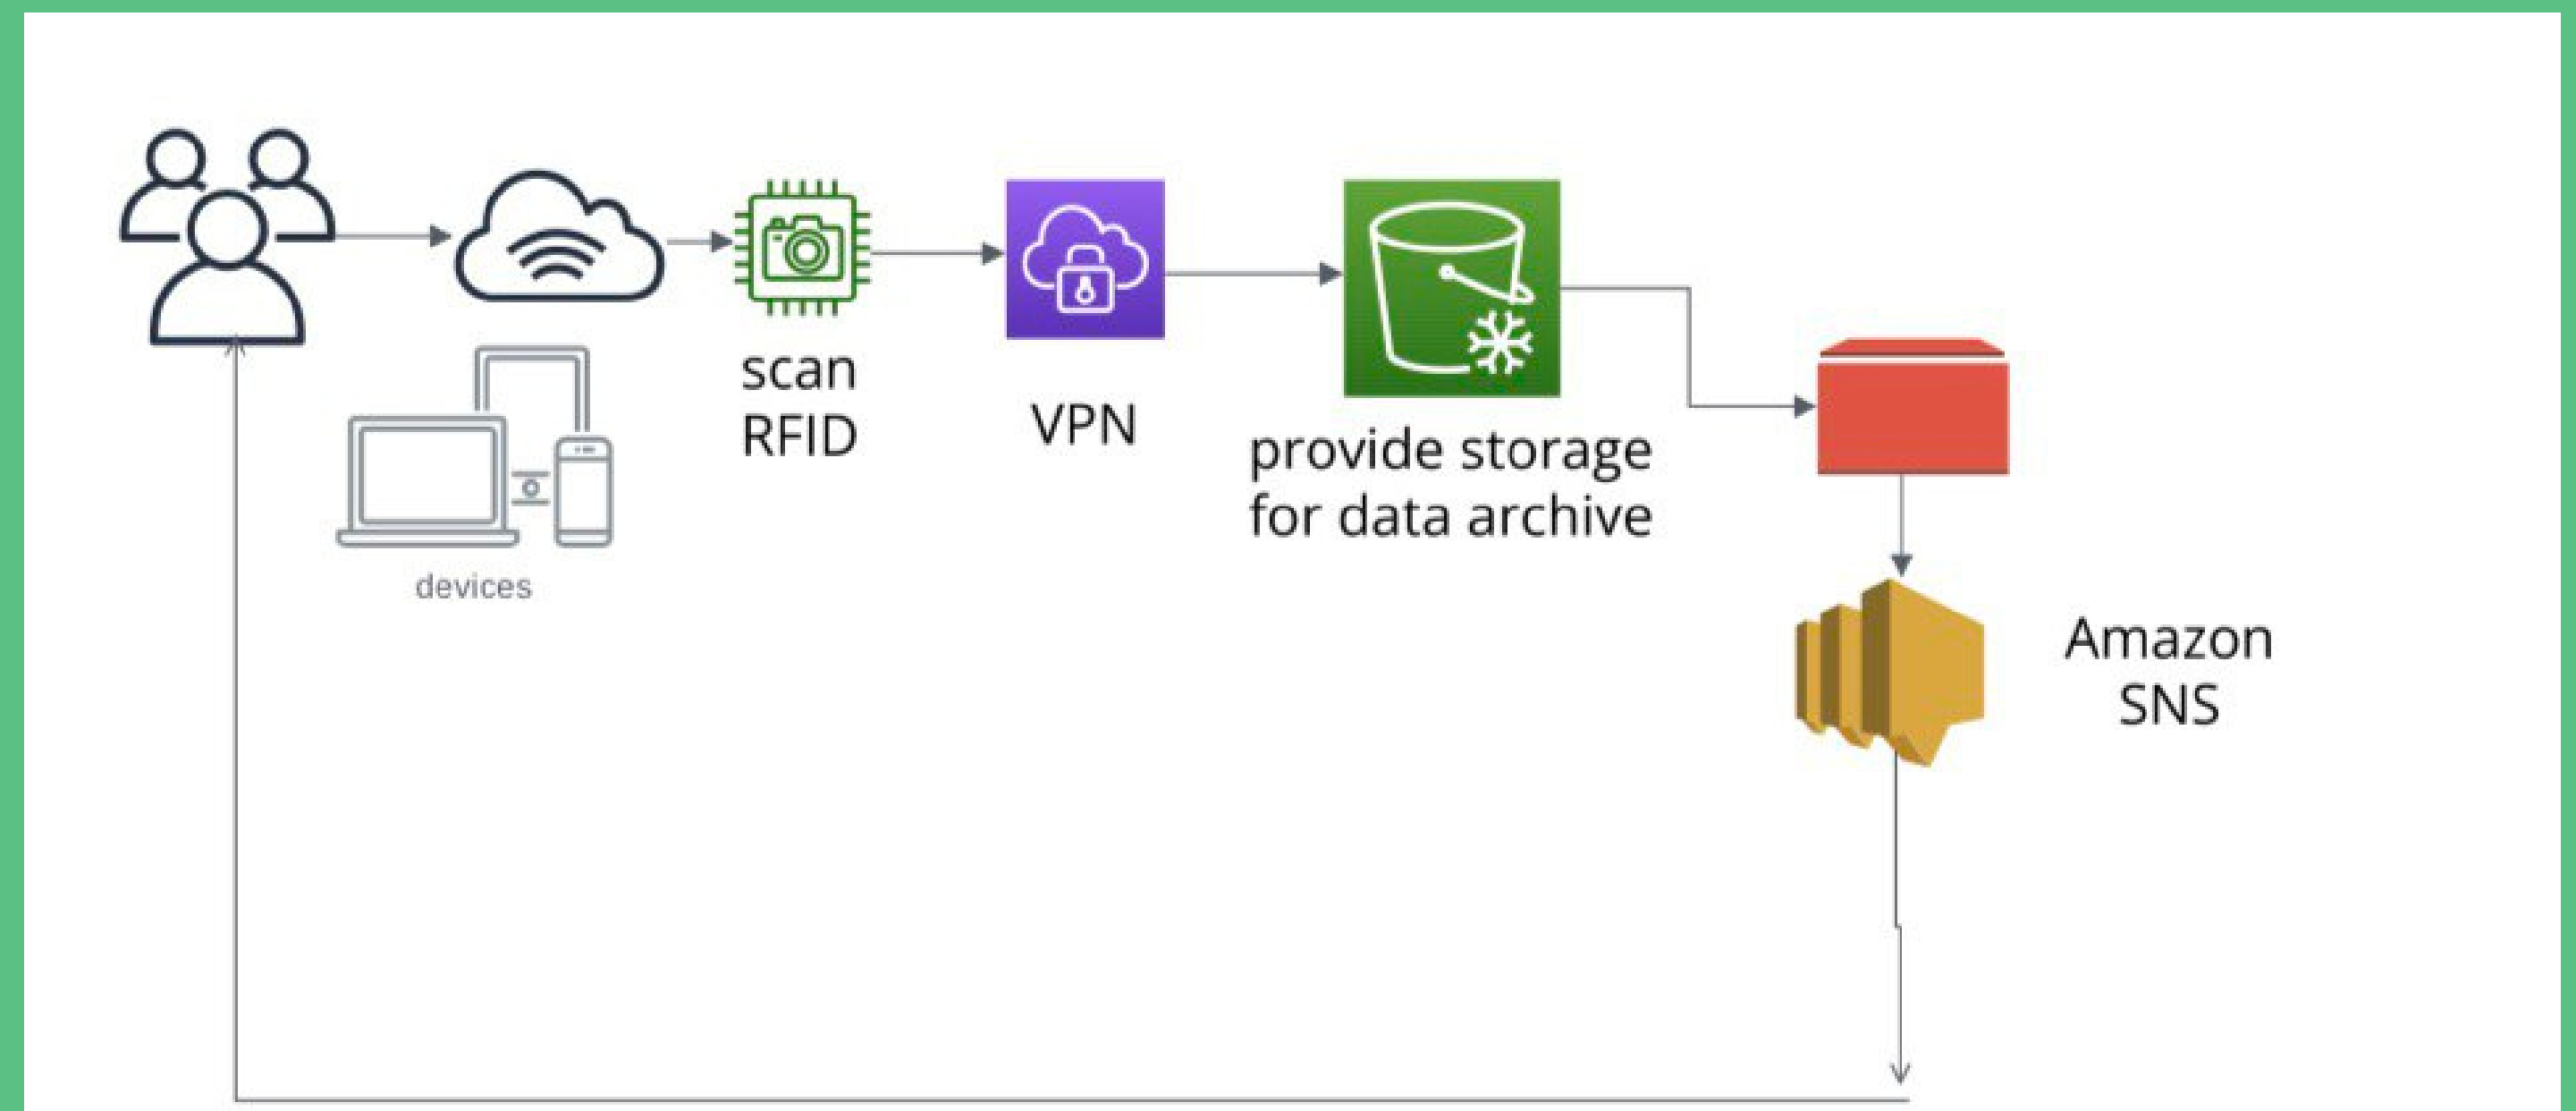 scan
RFID
VPN
provide storage
for data archive
devices
Amazon
SNS